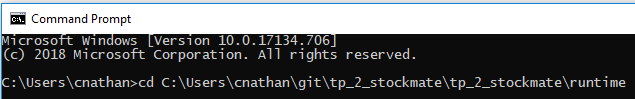 Command Prompt
Microsoft Windows [Version 10.0.17134.706]
(c) 2018 Microsoft Corporation. All rights reserved.
C:\Users\cnathan>cd C:\Users\cnathan\git\tp_2_stockmate\tp_2_stockmate\runtime